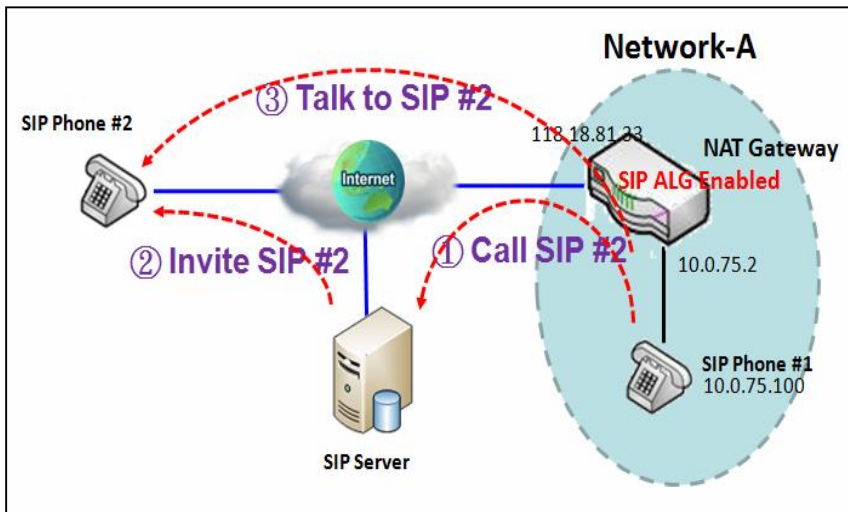 Network-A
③ Talk to SIP #2
SIP Phone #2
118.18.81.33
NAT Gateway
Internet
SIP ALG Enabled
② Invite SIP #2
① Call SIP #2
10.0.75.2
SIP Phone #1
10.0.75.100
SIP Server